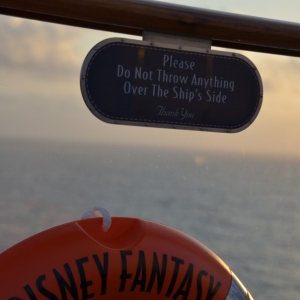 Please
Do Not Throw Anything
Over The Ship's Side
Thank You
DISNEY FANTASY